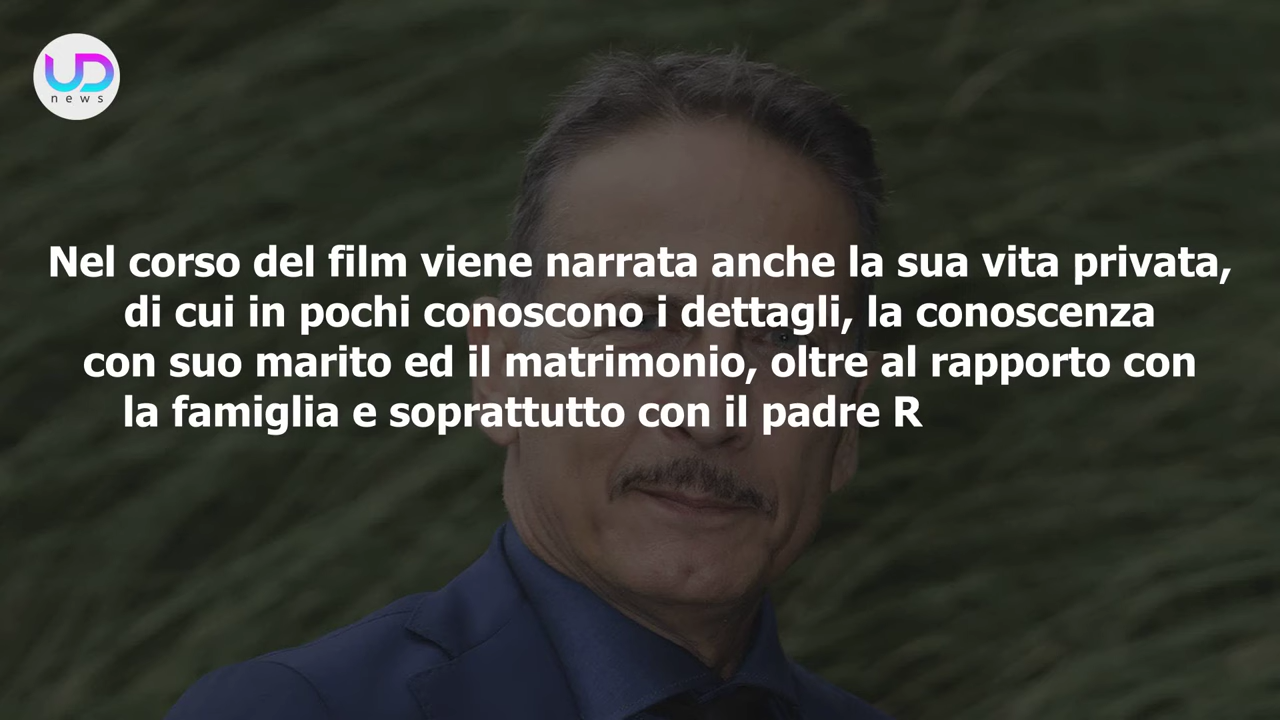 UD
news
Nel corso del film viene narrata anche la sua vita privata,
di cui in pochi conoscono i dettagli, la conoscenza
con suo marito ed il matrimonio, oltre al rapporto con
la famiglia e soprattutto con il padre R